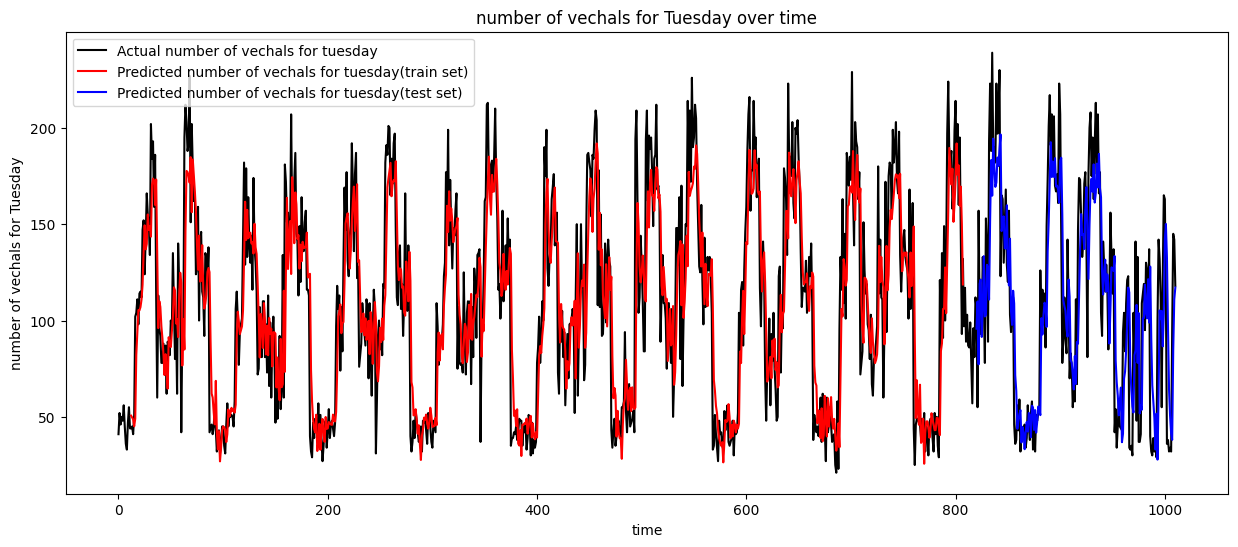 number of vechals for Tuesday over time
Actual number of vechals for tuesday
Predicted number of vechals for tuesday(train set)
Predicted number of vechals for tuesday(test set)
number of vechals for Tuesday
200
150
100
50
0 200 400 600 800 1000
time